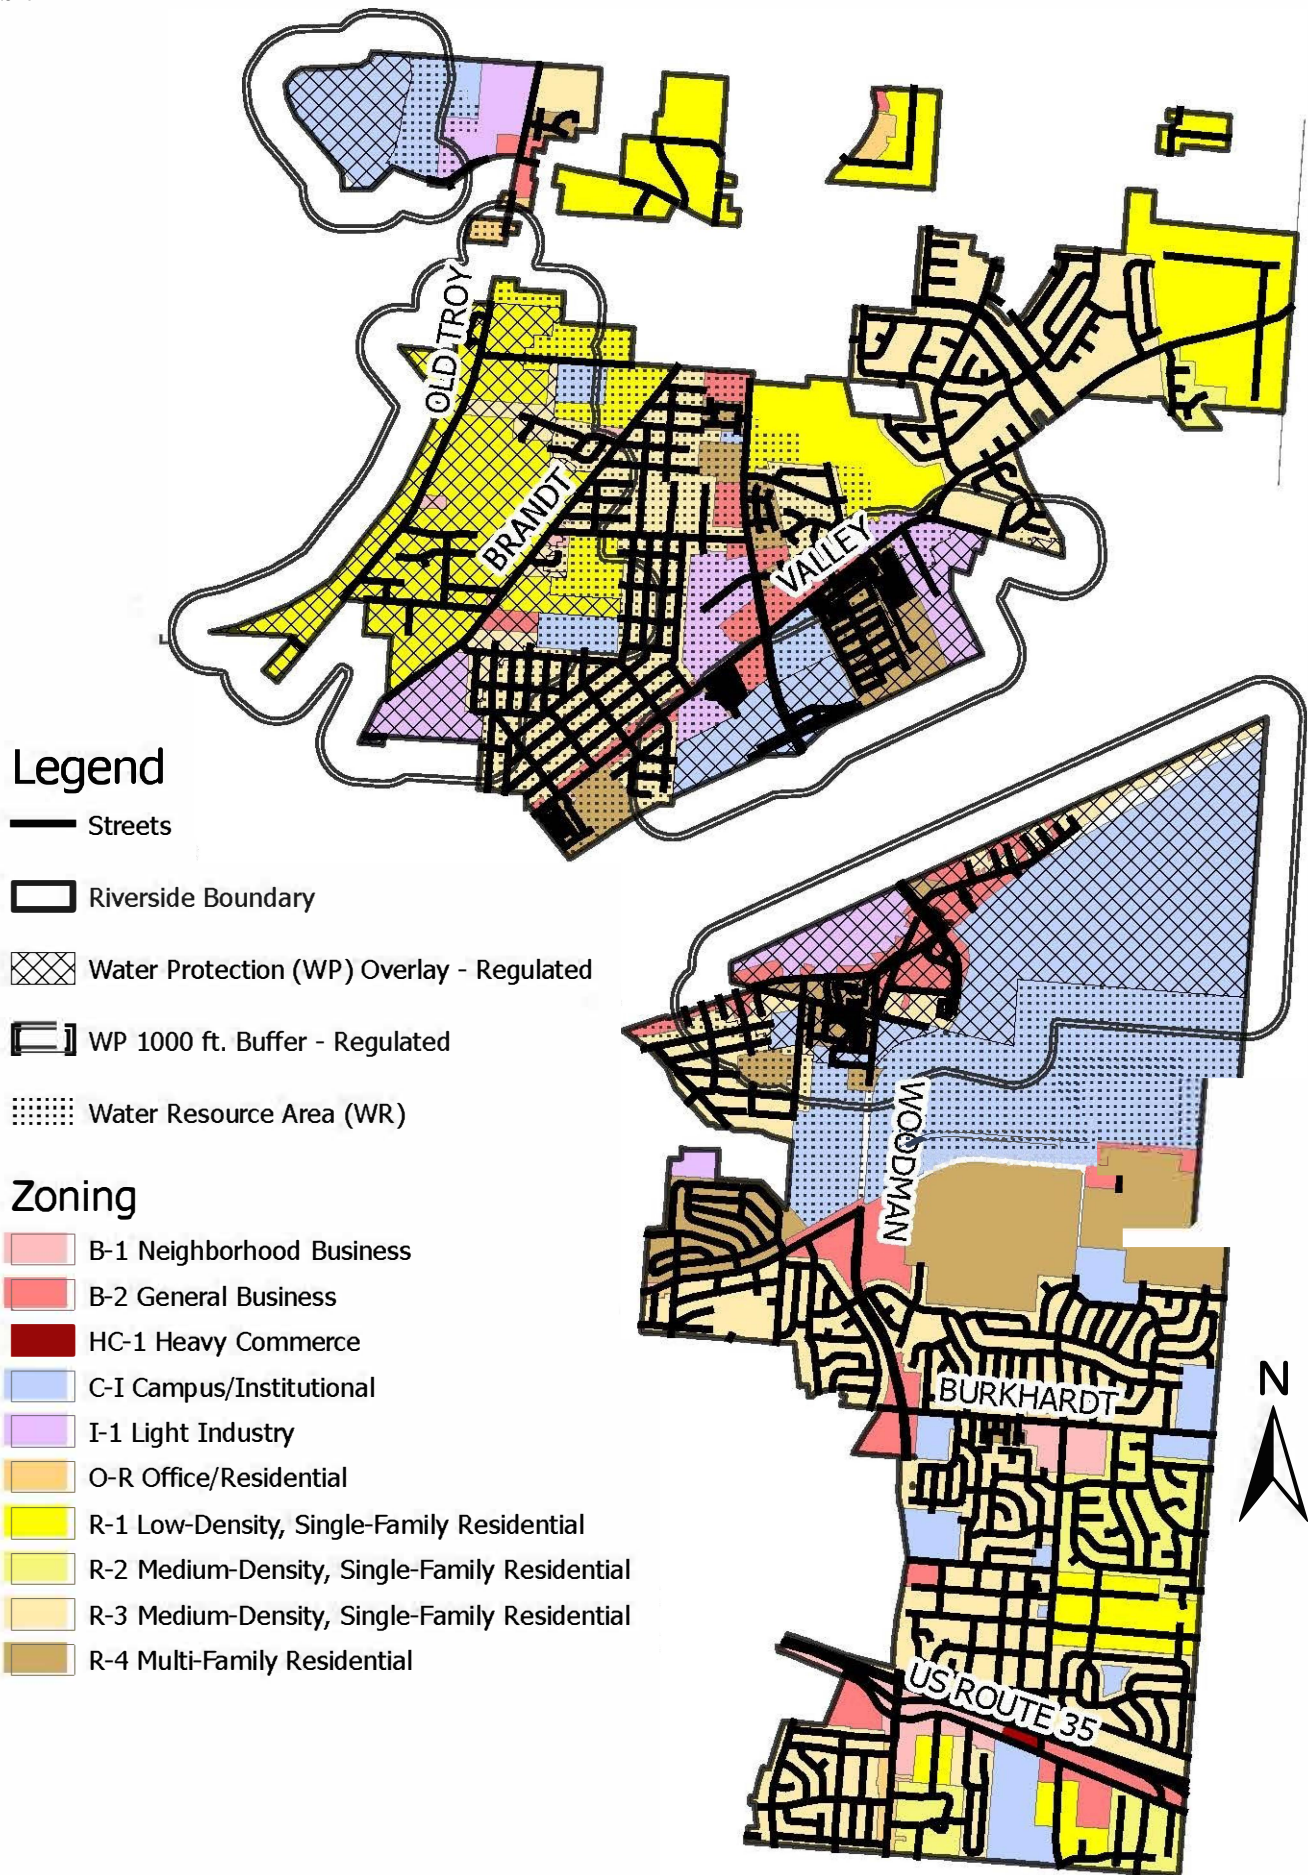 OLD TROY
BRANDT
VALLEY
Legend
Streets
Riverside Boundary
Water Protection (WP) Overlay - Regulated
WP 1000 ft. Buffer - Regulated
Water Resource Area (WR)
WOODMAN
Zoning
B-1 Neighborhood Business
B-2 General Business
HC-1 Heavy Commerce
C-I Campus/Institutional
I-1 Light Industry
O-R Office/Residential
R-1 Low-Density, Single-Family Residential
R-2 Medium-Density, Single-Family Residential
R-3 Medium-Density, Single-Family Residential
R-4 Multi-Family Residential
BURKHARDT
N
US ROUTE 35